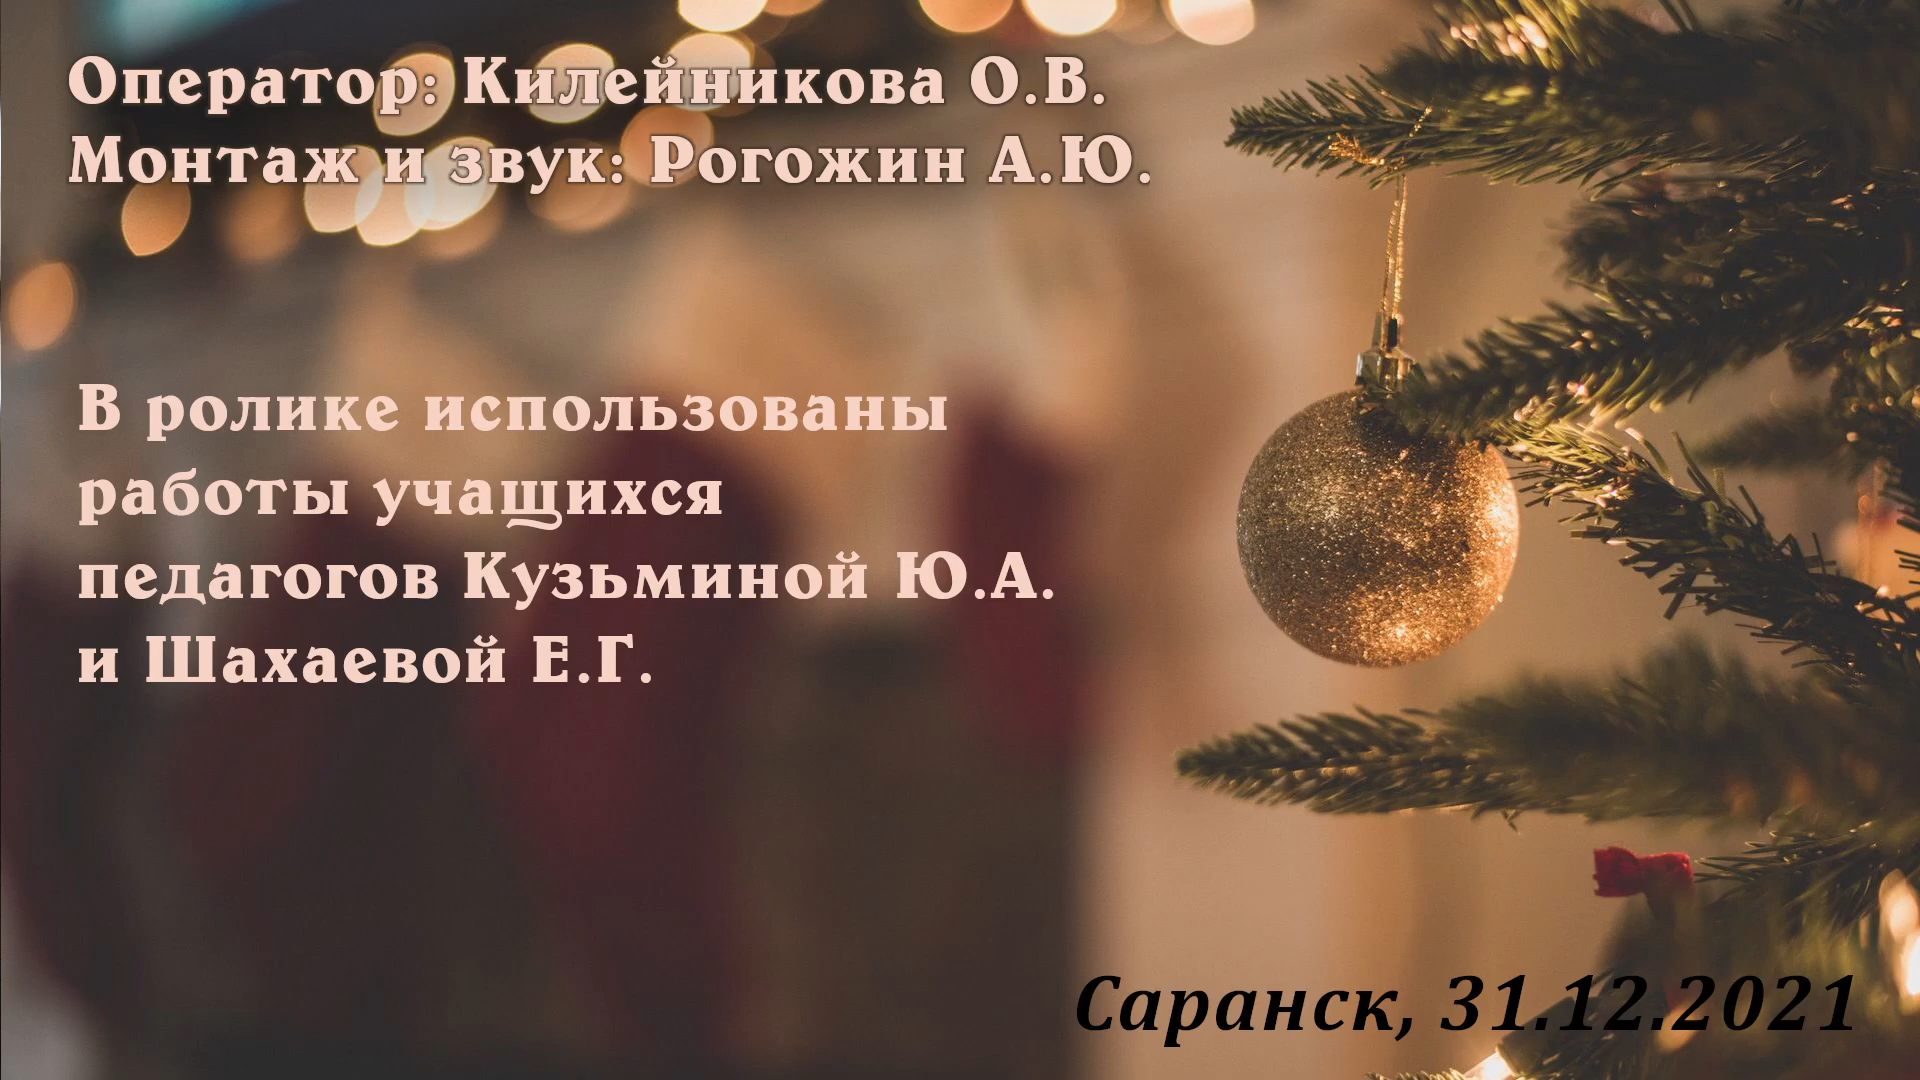 Оператор: Килейникова О.В.
Монтаж и звук: Рогожин А.Ю.
В ролике использованы
работы учащихся
педагогов Кузьминой Ю.А.
и Шахаевой Е.Г.
Саранск, 31.12.2021